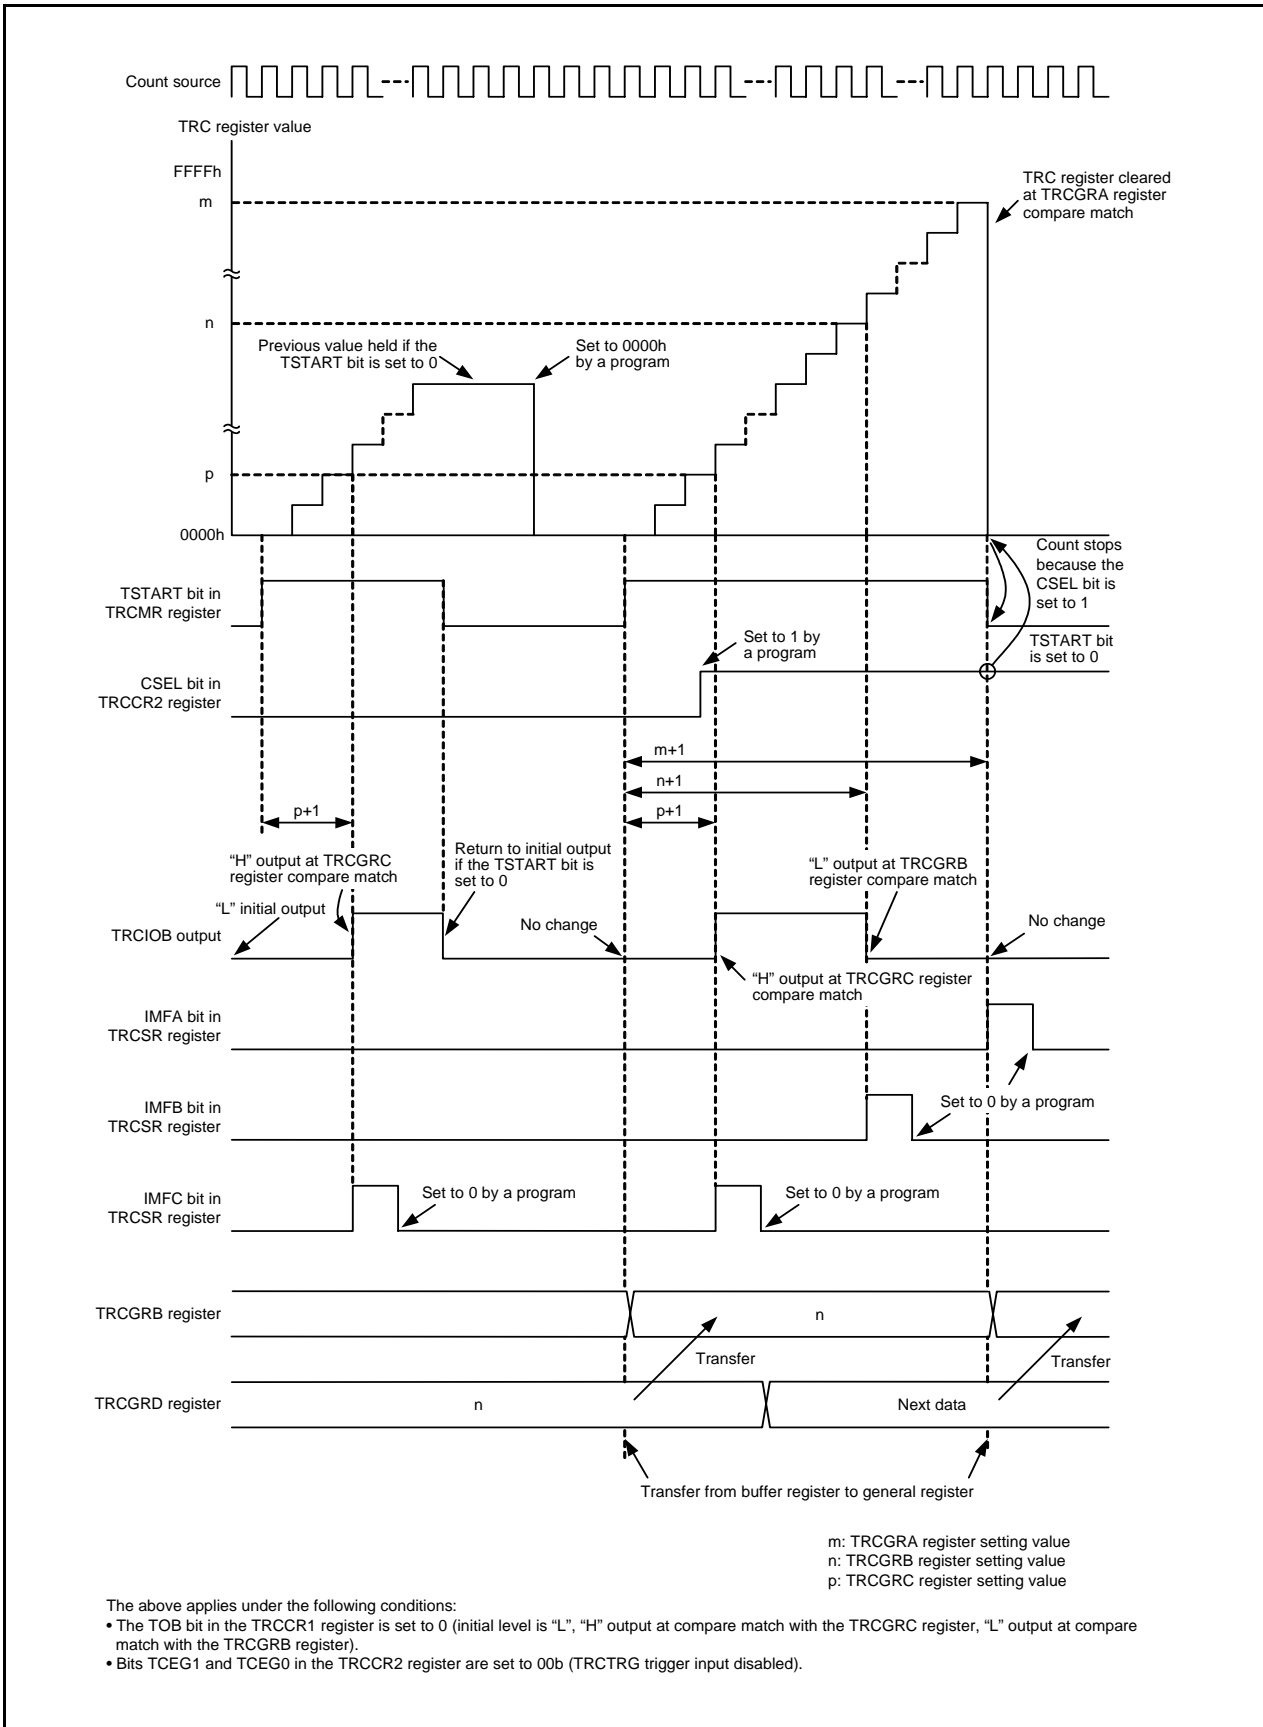 Count source
TRC register value
FFFFh
m
TRC register cleared
at TRCGRA register
compare match
n
Previous value held if the
TSTART bit is set to 0
Set to 0000h
by a program
p
0000h
Count stops
because the
CSEL bit is
set to 1
TSTART bit in
TRCMR register
TSTART bit
is set to 0
Set to 1 by
a program
CSEL bit in
TRCCR2 register
m+1
n+1
p+1
p+1
“H” output at TRCGRC
register compare match
Return to initial output
if the TSTART bit is
set to 0
“L” output at TRCGRB
register compare match
“L” initial output
No change
No change
TRCIOB output
“H” output at TRCGRC register
compare match
IMFA bit in
TRCSR register
Set to 0 by a program
IMFB bit in
TRCSR register
IMFC bit in
TRCSR register
Set to 0 by a program
Set to 0 by a program
TRCGRB register
n
Transfer
Transfer
TRCGRD register
n
Next data
Transfer from buffer register to general register
m: TRCGRA register setting value
n: TRCGRB register setting value
p: TRCGRC register setting value
The above applies under the following conditions:
• The TOB bit in the TRCCR1 register is set to 0 (initial level is “L”, “H” output at compare match with the TRCGRC register, “L” output at compare
match with the TRCGRB register).
• Bits TCEG1 and TCEG0 in the TRCCR2 register are set to 00b (TRCTRG trigger input disabled).